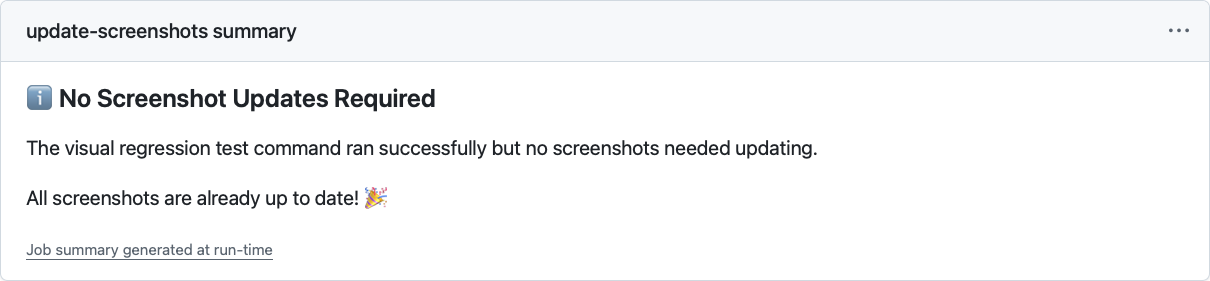 update-screenshots summary
ℹ️ No Screenshot Updates Required
The visual regression test command ran successfully but no screenshots needed updating.
All screenshots are already up to date! 🎉
Job summary generated at run-time